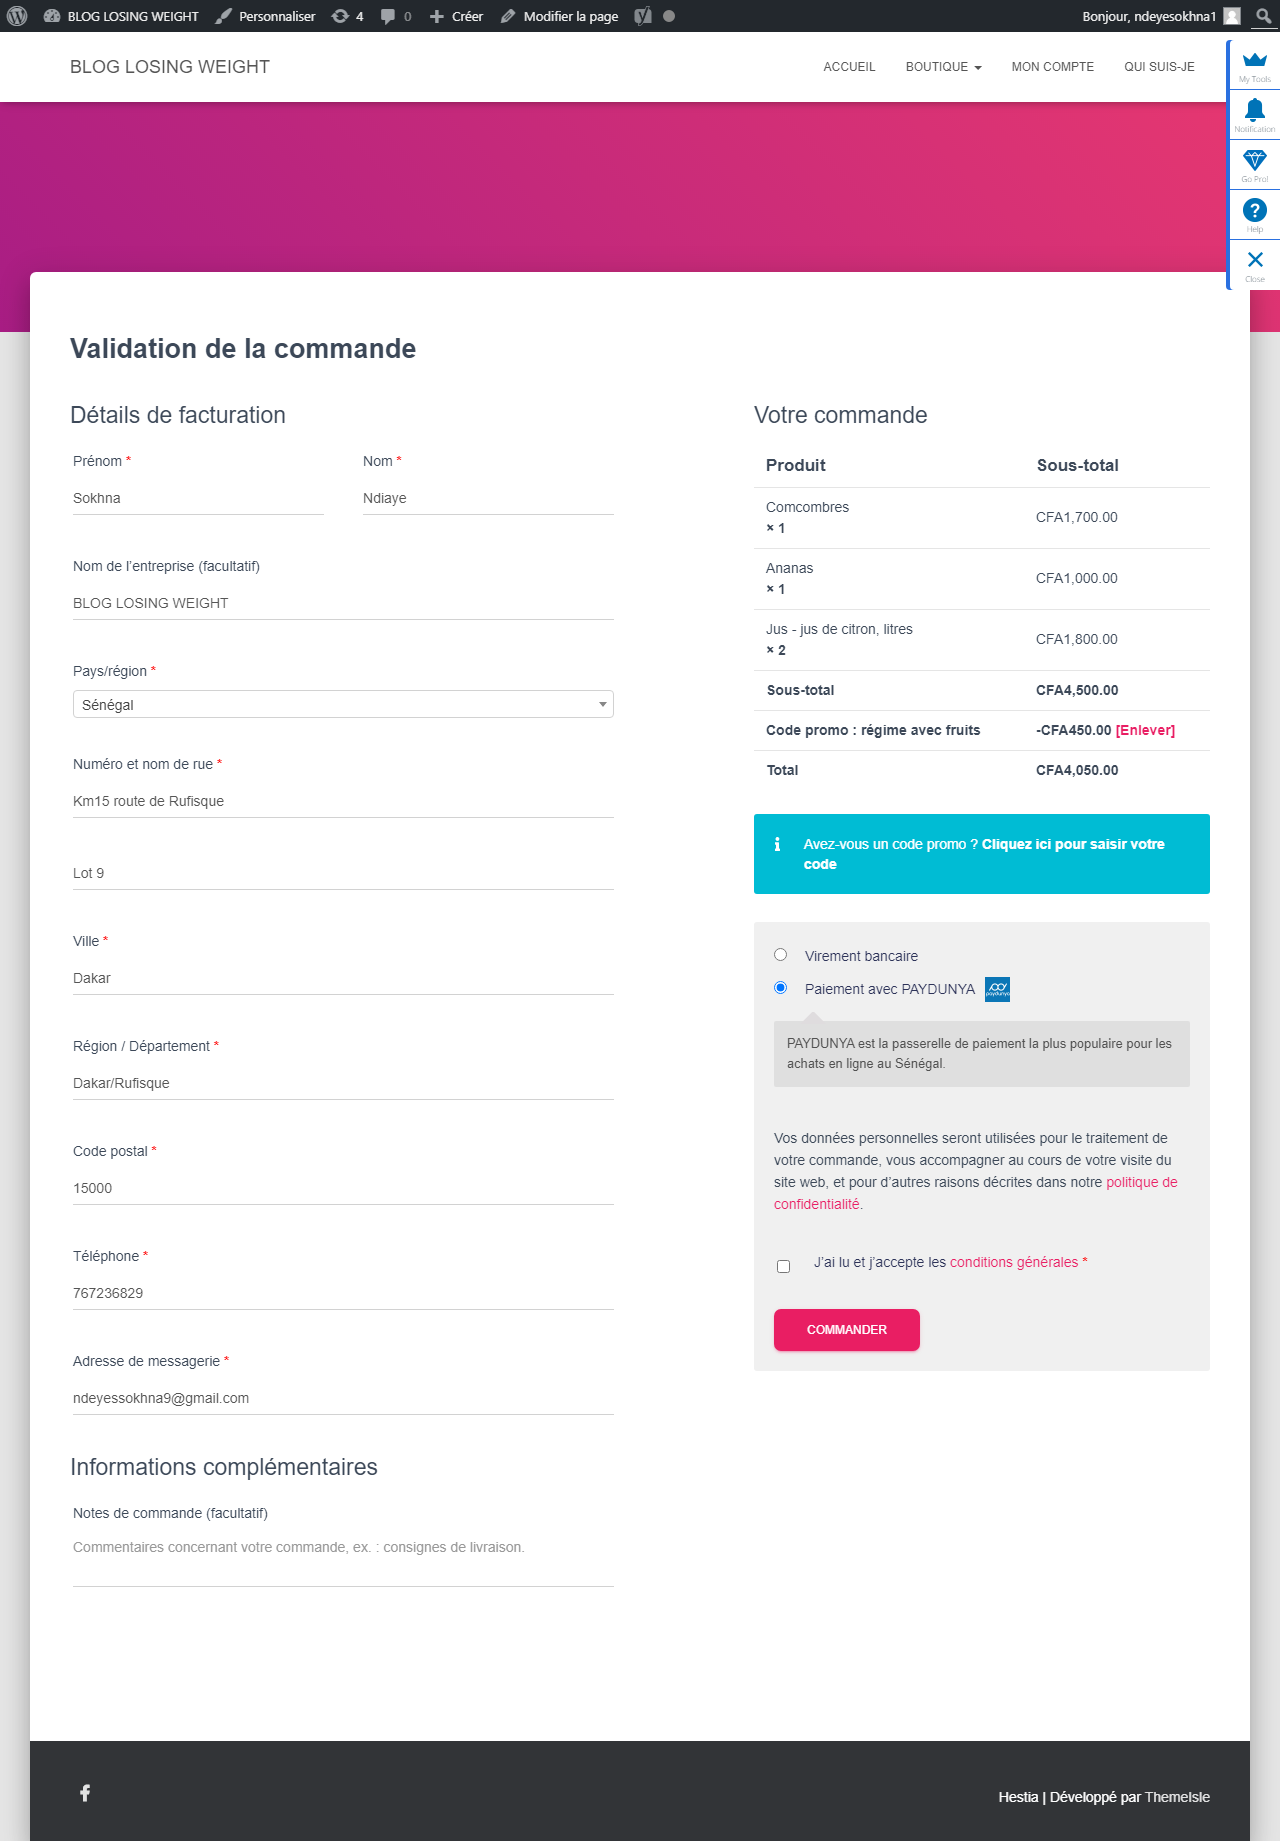 BLOG LOSING WEIGHT Personnaliser 4 0 Créer Modifier la page Bonjour, ndeyesokhna1
BLOG LOSING WEIGHT ACCUEIL BOUTIQUE MON COMPTE QUI SUIS-JE
My Tools
Notification
Go Pro!
Help
Close
Validation de la commande
Détails de facturation
Prénom * Nom *
Sokhna Ndiaye
Nom de l’entreprise (facultatif)
BLOG LOSING WEIGHT
Pays/région *
Sénégal
Numéro et nom de rue *
Km15 route de Rufisque
Lot 9
Ville *
Dakar
Région / Département *
Dakar/Rufisque
Code postal *
15000
Téléphone *
767236829
Adresse de messagerie *
ndeyessokhna9@gmail.com
Informations complémentaires
Notes de commande (facultatif)
Commentaires concernant votre commande, ex. : consignes de livraison.
Votre commande
Produit Sous-total
Comcombres
× 1 CFA1,700.00
Ananas
× 1 CFA1,000.00
Jus - jus de citron, litres
× 2 CFA1,800.00
Sous-total CFA4,500.00
Code promo : régime avec fruits -CFA450.00 [Enlever]
Total CFA4,050.00
Avez-vous un code promo ? Cliquez ici pour saisir votre
code
Virement bancaire
Paiement avec PAYDUNYA paydunya
PAYDUNYA est la passerelle de paiement la plus populaire pour les
achats en ligne au Sénégal.
Vos données personnelles seront utilisées pour le traitement de
votre commande, vous accompagner au cours de votre visite du
site web, et pour d’autres raisons décrites dans notre politique de
confidentialité.
J’ai lu et j’accepte les conditions générales *
COMMANDER
Hestia | Développé par ThemeIsle